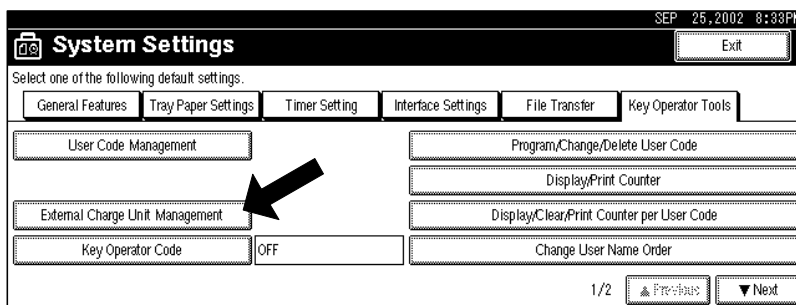 SEP 25,2002 8:33P
System Settings
Exit
Select one of the following default settings.
General Features
Tray Paper Settings
Timer Setting
Interface Settings
File Transfer
Key Operator Tools
User Code Management
Program/Change/Delete User Code
Display/Print Counter
External Charge Unit Management
Display/Clear/Print Counter per User Code
Key Operator Code
OFF
Change User Name Order
1/2
▲ Previous
▼ Next